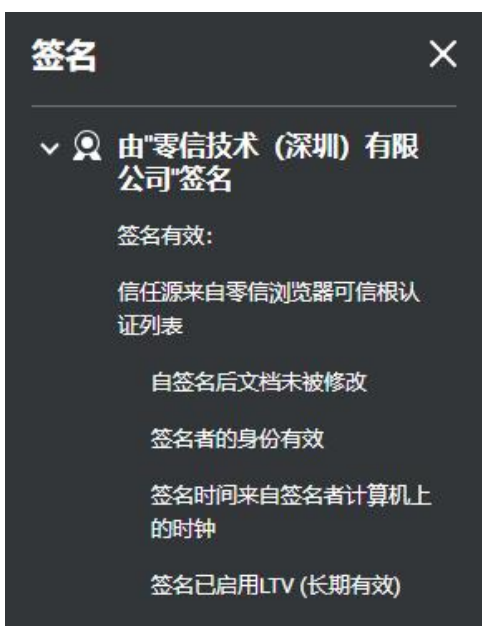 签名
由"零信技术（深圳）有限
公司"签名
签名有效:
信任源来自零信浏览器可信根认
证列表
自签名后文档未被修改
签名者的身份有效
签名时间来自签名者计算机上
的时钟
签名已启用LTV (长期有效)